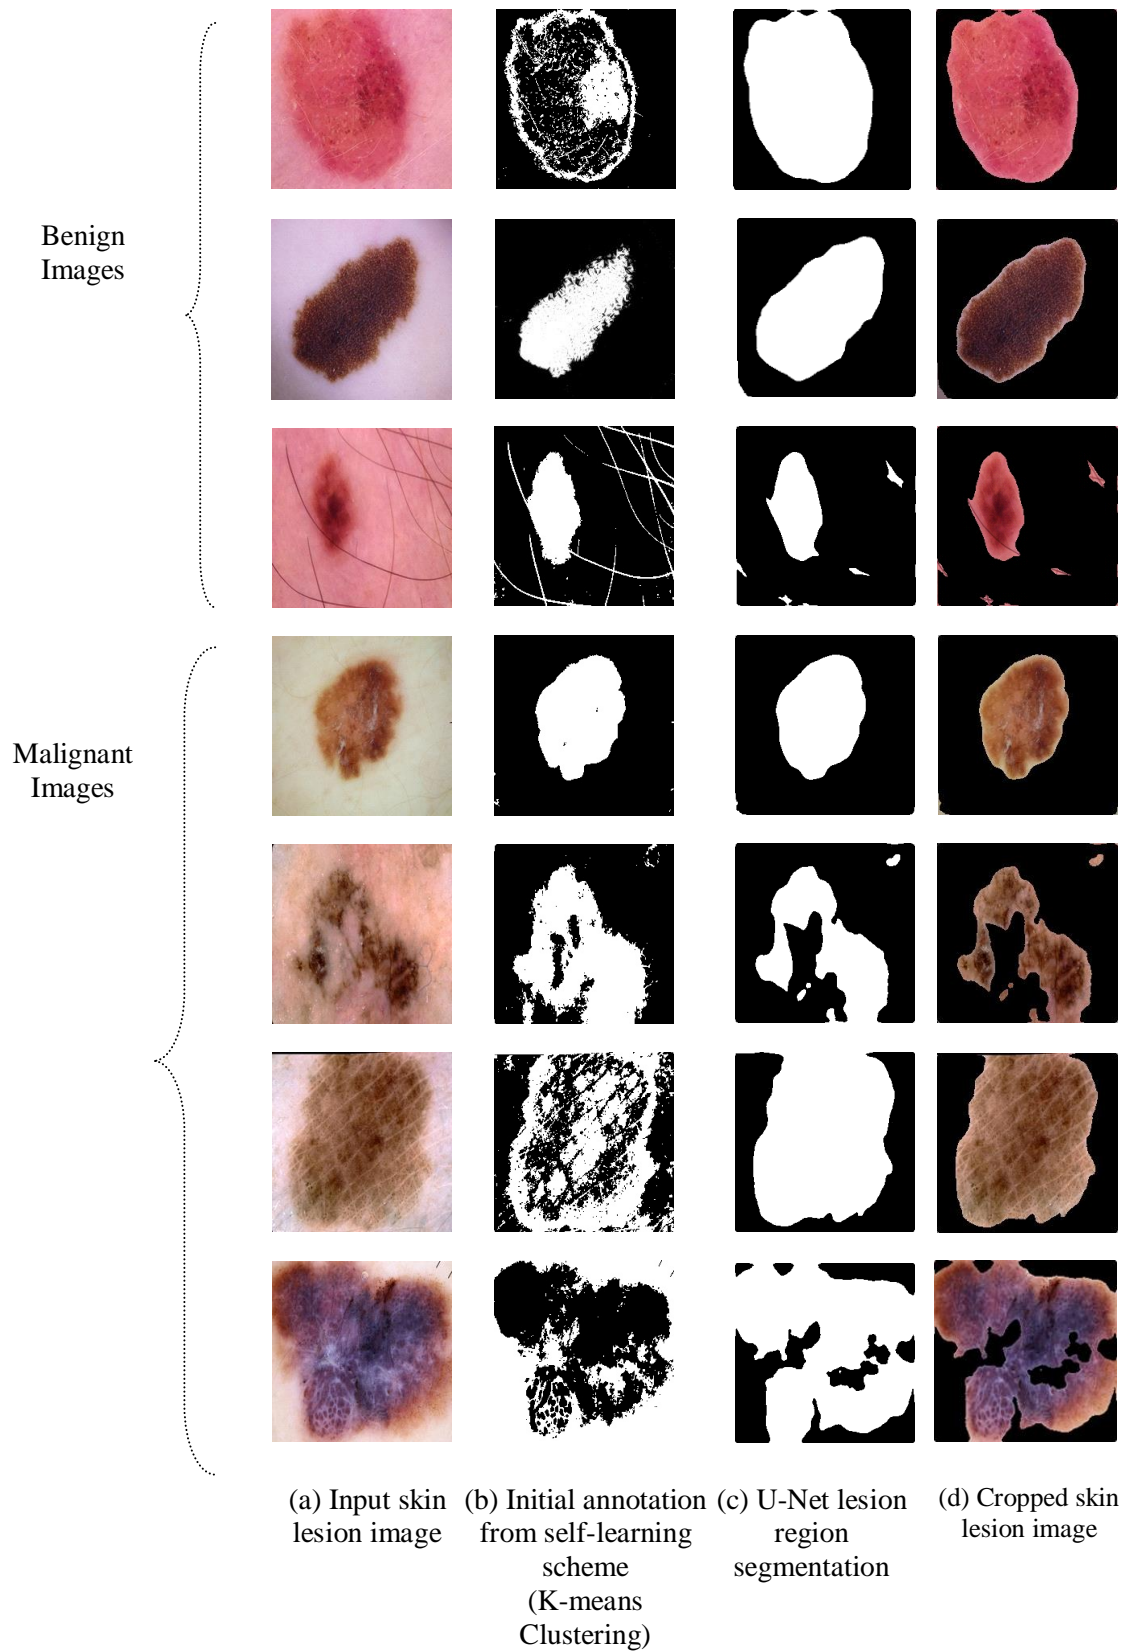 Benign
Images
Malignant
Images
(a) Input skin
lesion image
(b) Initial annotation
from self-learning
scheme
(K-means
Clustering)
(c) U-Net lesion
region
segmentation
(d) Cropped skin
lesion image